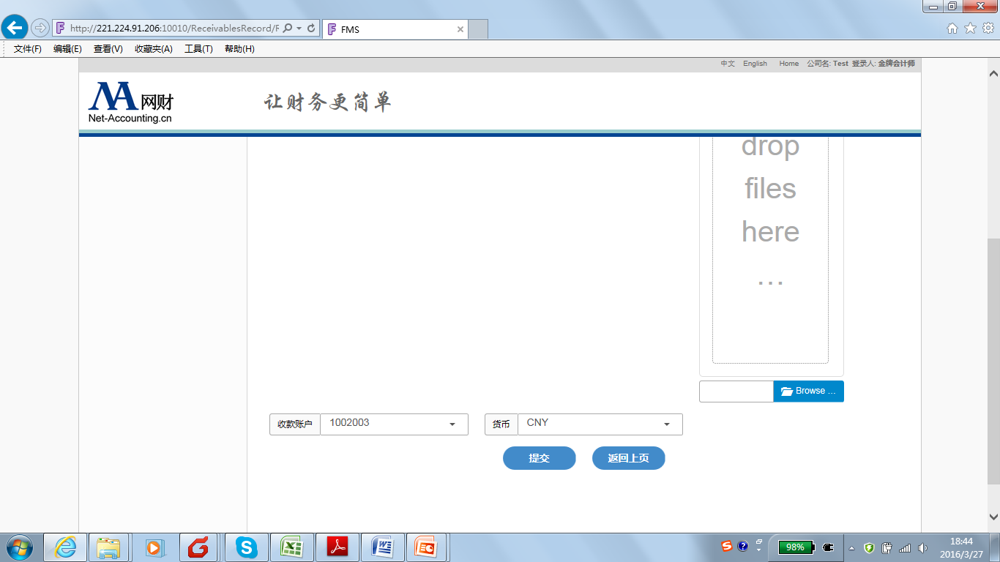 http://221.224.91.206:10010/ReceivablesRecord/F
FMS
文件(F) 编辑(E) 查看(V) 收藏夹(A) 工具(T) 帮助(H)
中文 English Home 公司名: Test 登录人: 金牌会计师
网财
Net-Accounting.cn
让财务更简单
drop
files
here
...
Browse ...
收款账户 1002003 货币 CNY
提交 返回上页
98%
18:44
2016/3/27